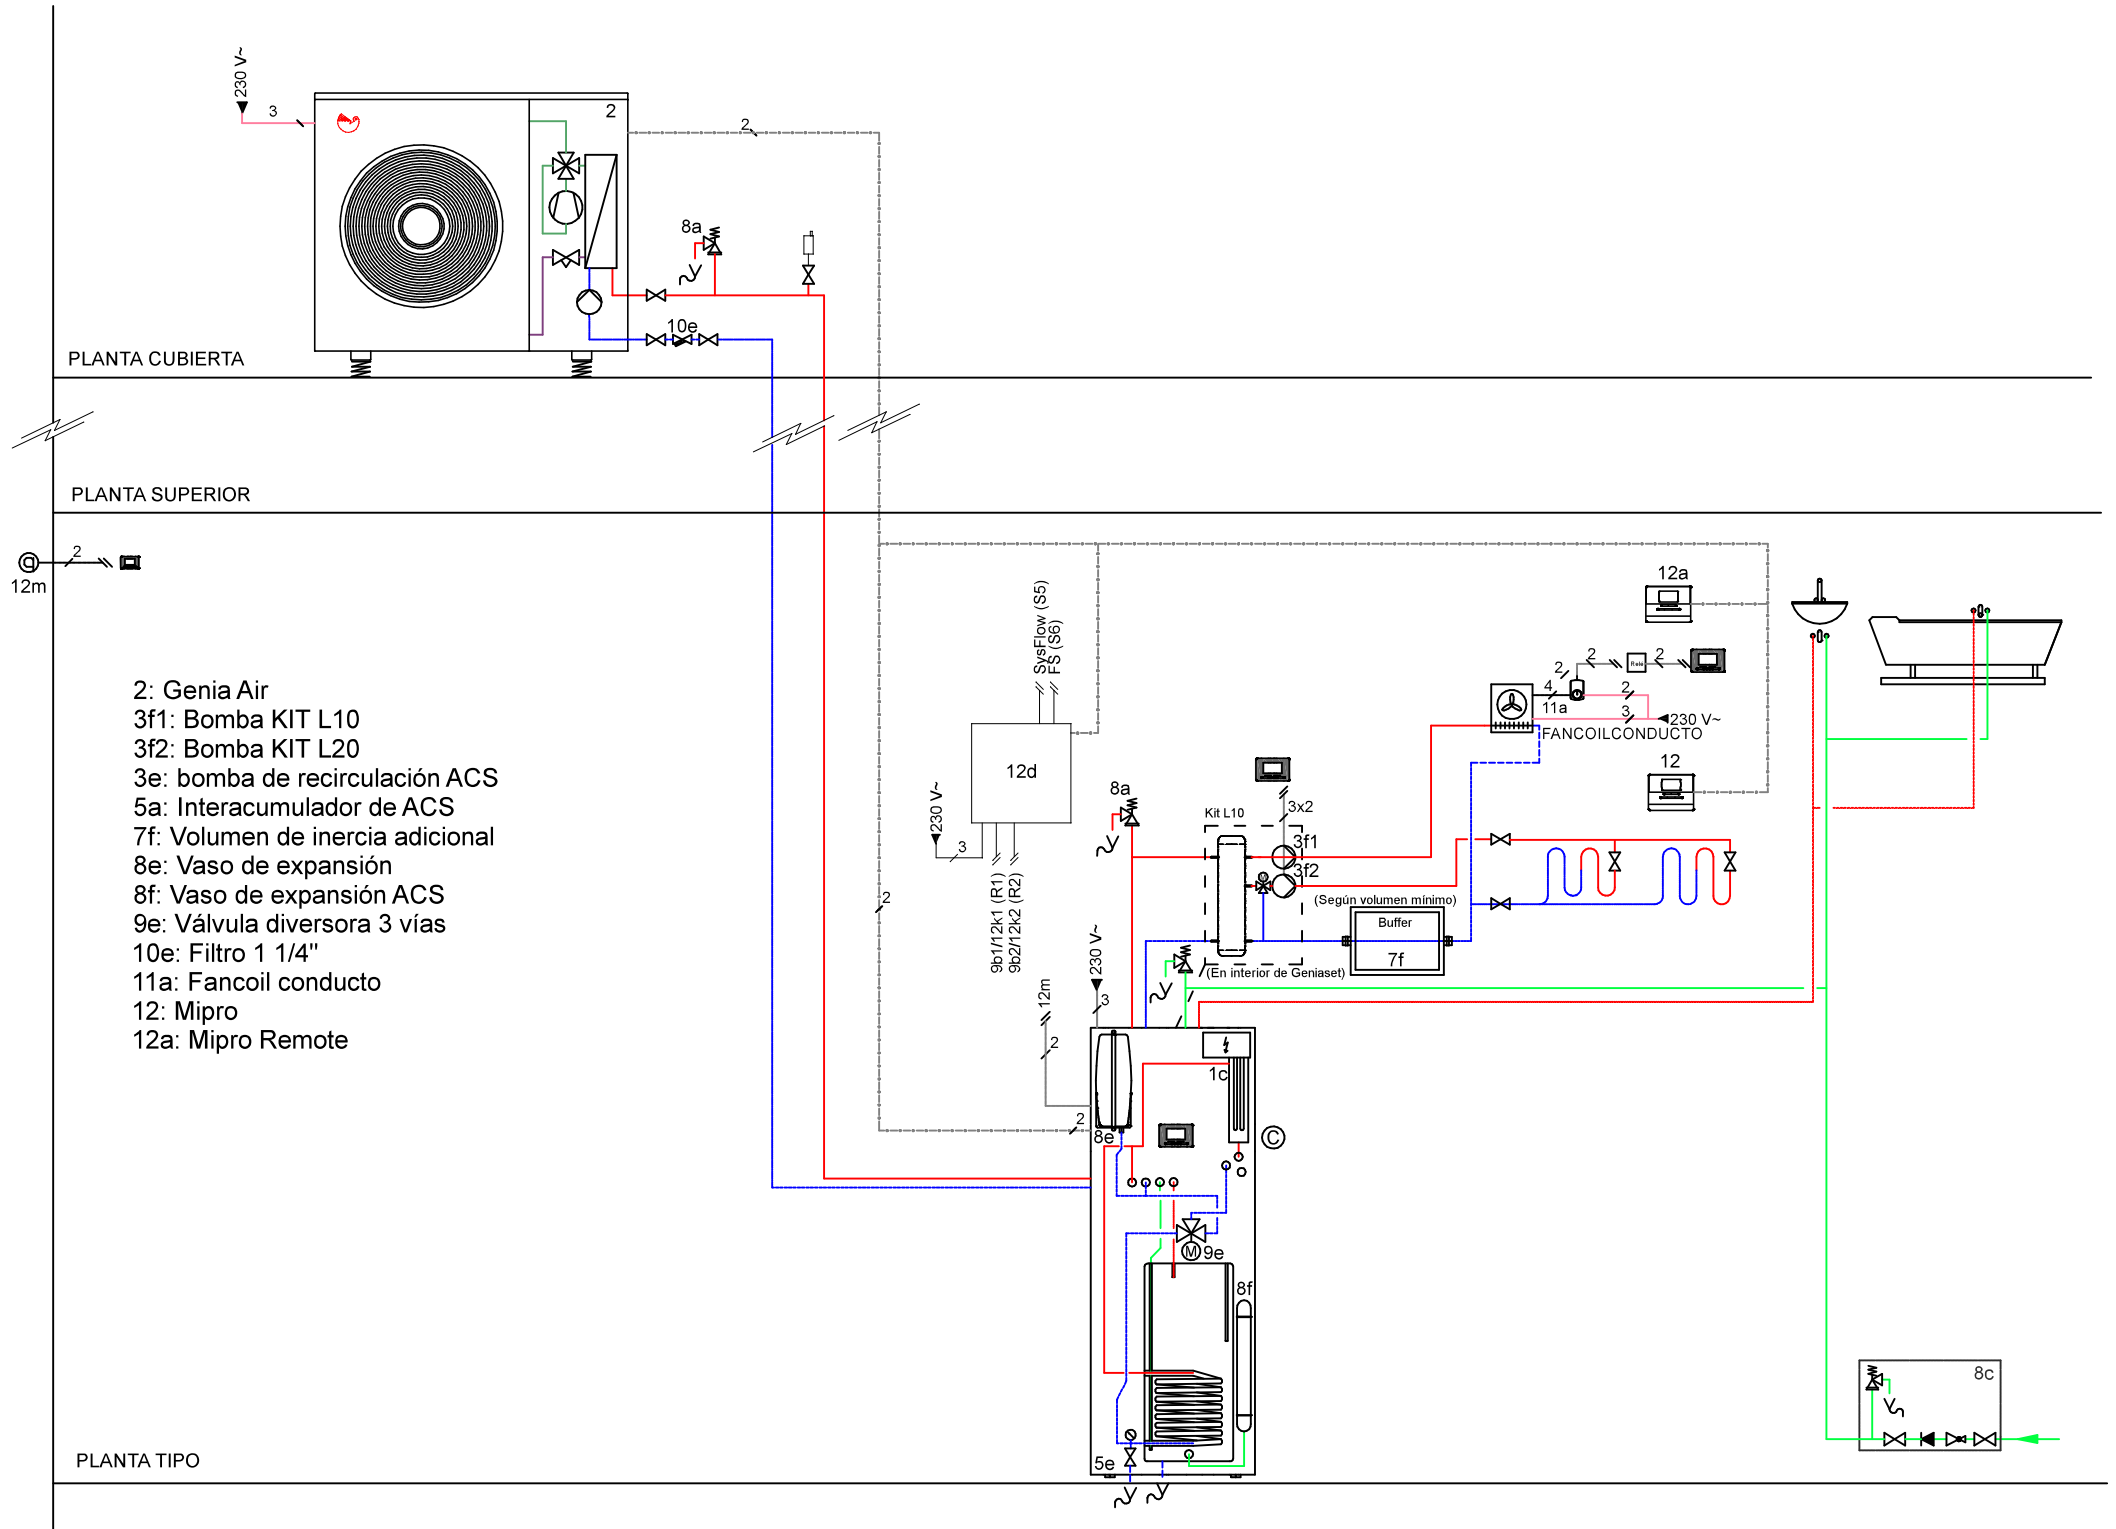 230 V~
3
2
2
8a
10e
PLANTA CUBIERTA
PLANTA SUPERIOR
2
12m
12a
SysFlow (S5)
FS (S6)
2
2
Relé
2
4
11a
2
3
230 V~
FANCOILCONDUCTO
2: Genia Air
3f1: Bomba KIT L10
3f2: Bomba KIT L20
3e: bomba de recirculación ACS
5a: Interacumulador de ACS
7f: Volumen de inercia adicional
8e: Vaso de expansión
8f: Vaso de expansión ACS
9e: Válvula diversora 3 vías
10e: Filtro 1 1/4"
11a: Fancoil conducto
12: Mipro
12a: Mipro Remote
12d
12
230 V~
3
8a
3x2
Kit L10
3f1
3f2
M
9b1/12k1 (R1)
9b2/12k2 (R2)
2
(Según volumen mínimo)
Buffer
7f
(En interior de Geniaset)
230 V~
3
12m
2
2
1c
8e
C
M
9e
8f
8c
5e
PLANTA TIPO